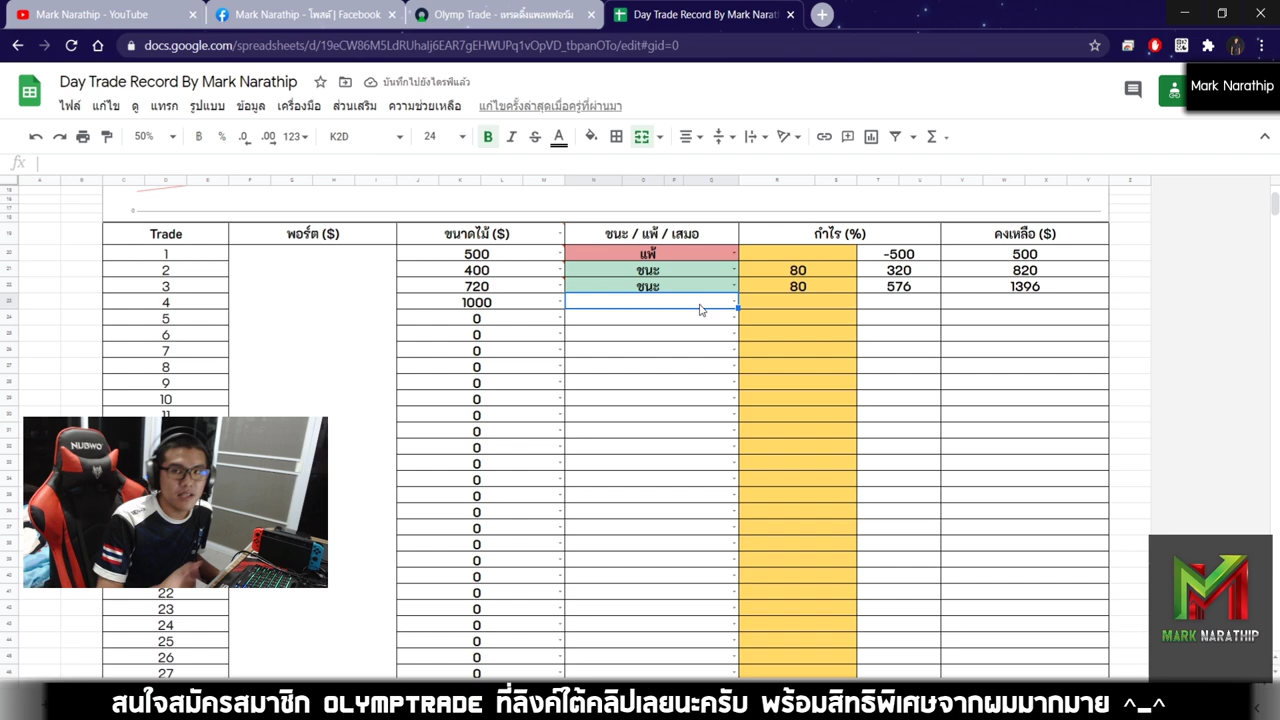 Mark Narathip - YouTube
Mark Narathip - โพสต์ | Facebook
Olymp Trade - เทรดดิ้งแพลทฟอร์ม
Day Trade Record By Mark Narat
docs.google.com/spreadsheets/d/19eCW86M5LdRUhaIj6EAR7gEHWUPq1vOpVD_tbpanOTo/edit#gid=0
Day Trade Record By Mark Narathip
บันทึกไปยังไดรฟ์แล้ว
Mark Narathip
ไฟล์ แก้ไข ดู แทรก รูปแบบ ข้อมูล เครื่องมือ ส่วนเสริม ความช่วยเหลือ แก้ไขครั้งล่าสุดเมื่อครู่ที่ผ่านมา
50% ฿ % .0 .00 123 K2D 24 B I S A Σ
fx
Trade พอร์ต ($) ขนาดไม้ ($) ชนะ / แพ้ / เสมอ กำไร (%) คงเหลือ ($)
1 500 แพ้ -500 500
2 400 ชนะ 80 320 820
3 720 ชนะ 80 576 1396
4 1000
5 0
6 0
7 0
8 0
9 0
10 0
11 0
0
0
0
0
0
0
0
0
0
0
22 0
23 0
24 0
25 0
26 0
27 0
NUBWO
MARK NARATHIP
สนใจสมัครสมาชิก OLYMPTRADE ที่ลิงค์ใต้คลิปเลยนะครับ พร้อมสิทธิพิเศษจากผมมากมาย ^_^